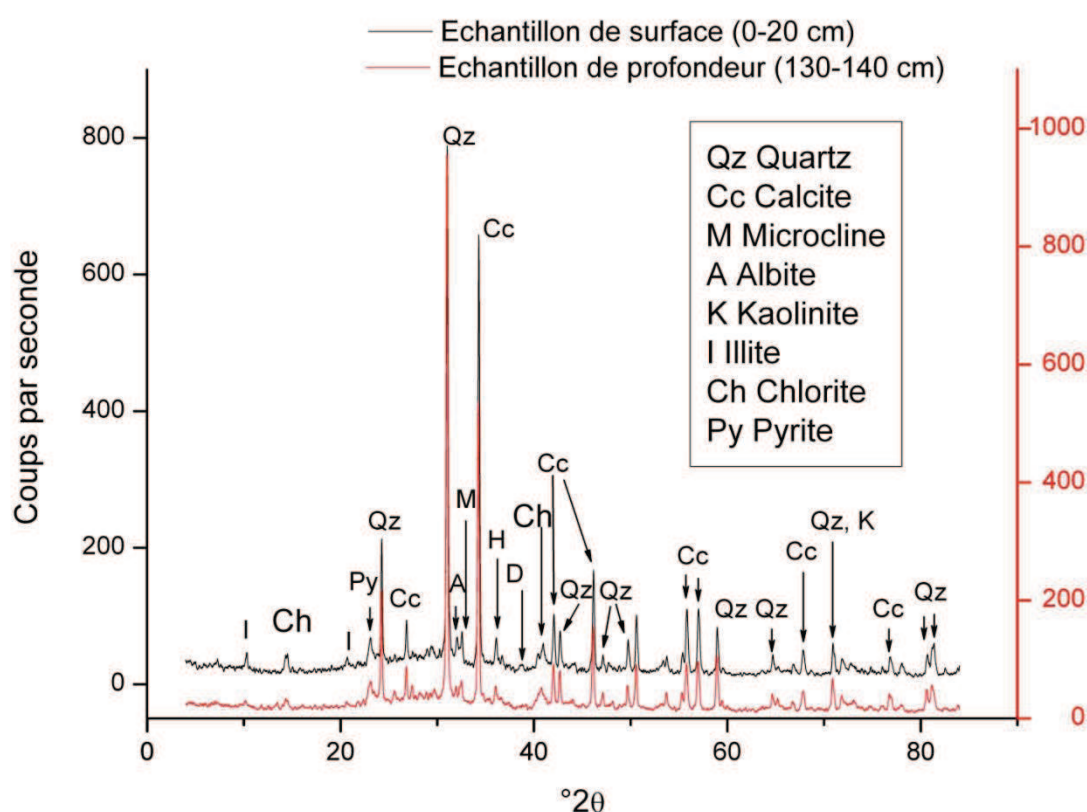 Echantillon de surface (0-20 cm)
Echantillon de profondeur (130-140 cm)
Coups par seconde
800
600
400
200
0
1000
800
600
400
200
0
Qz Quartz
Cc Calcite
M Microcline
A Albite
K Kaolinite
I Illite
Ch Chlorite
Py Pyrite
Qz
Cc
I
Ch
I
Py
Qz
Cc
A
M
H
D
Ch
Cc
Qz
Qz
Cc
Qz
Qz
Cc
Qz, K
Cc
Qz
0
20
40
60
80
°2θ